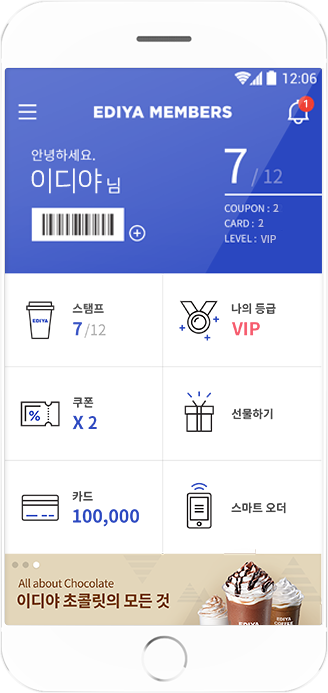 12:06
EDIYA MEMBERS
1
안녕하세요.
이디야 님
7 / 12
COUPON : 2
CARD : 2
LEVEL : VIP
EDIYA
스탬프
7 /12
나의 등급
VIP
%
쿠폰
X 2
선물하기
카드
100,000
스마트 오더
All about Chocolate
이디야 초콜릿의 모든 것
EDIYA
EDIYA
COFFEE